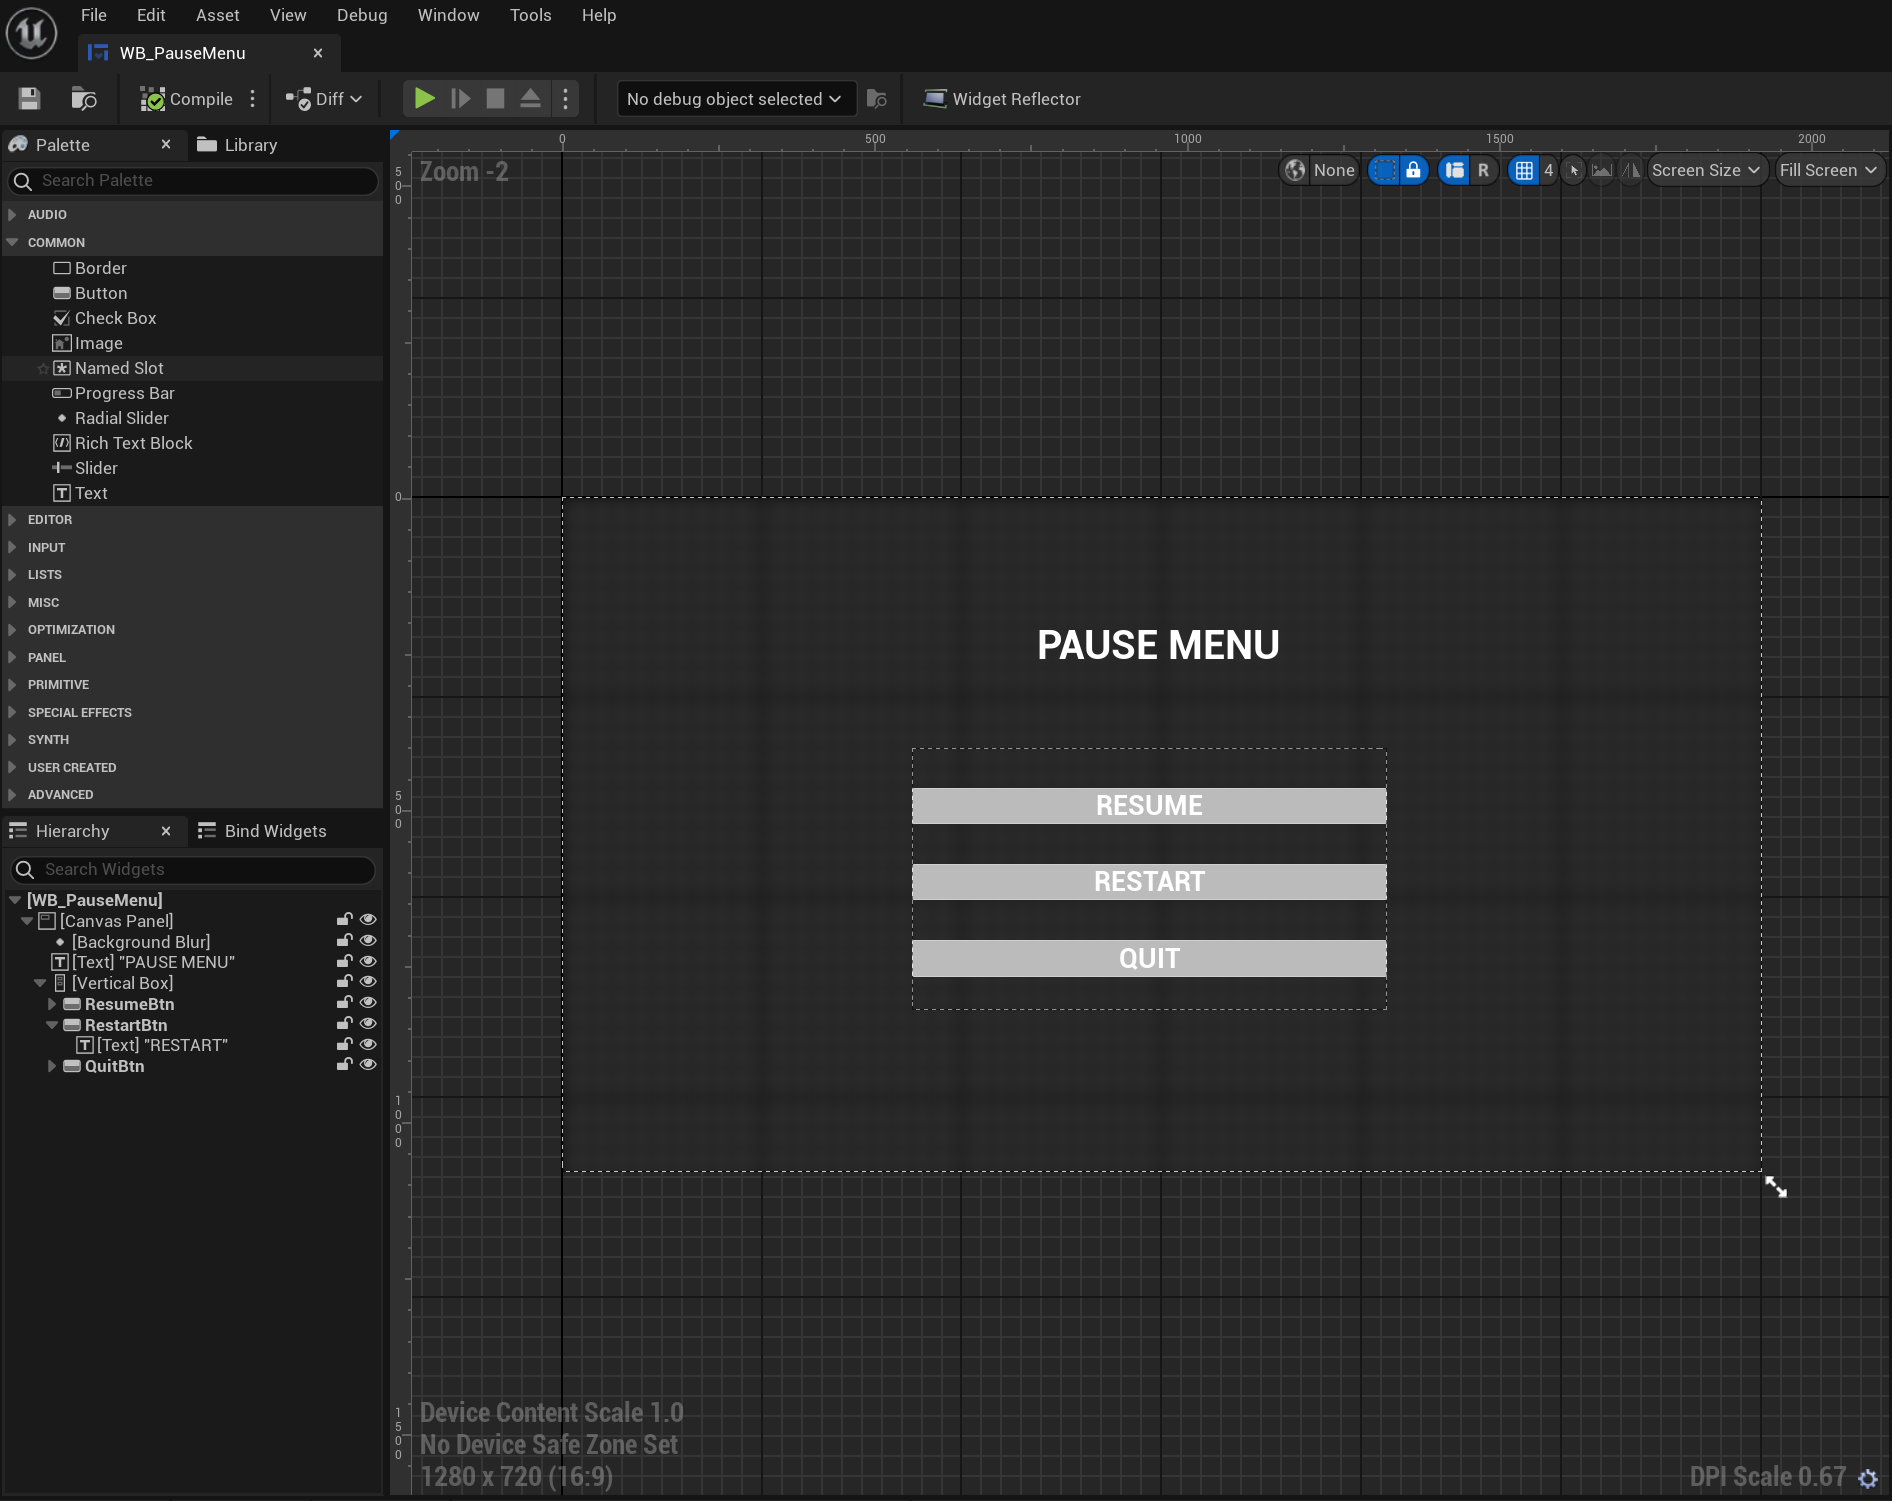 File Edit Asset View Debug Window Tools Help
WB_PauseMenu
Compile Diff No debug object selected Widget Reflector
Palette Library
Search Palette
AUDIO
COMMON
Border
Button
Check Box
Image
Named Slot
Progress Bar
Radial Slider
Rich Text Block
Slider
Text
EDITOR
INPUT
LISTS
MISC
OPTIMIZATION
PANEL
PRIMITIVE
SPECIAL EFFECTS
SYNTH
USER CREATED
ADVANCED
Hierarchy Bind Widgets
Search Widgets
[WB_PauseMenu]
[Canvas Panel]
[Background Blur]
[Text] "PAUSE MENU"
[Vertical Box]
ResumeBtn
RestartBtn
[Text] "RESTART"
QuitBtn
0 500 1000 1500 2000
Zoom -2
None R 4 Screen Size Fill Screen
500
0
500
1000
1500
PAUSE MENU
RESUME
RESTART
QUIT
Device Content Scale 1.0
No Device Safe Zone Set
1280 x 720 (16:9)
DPI Scale 0.67